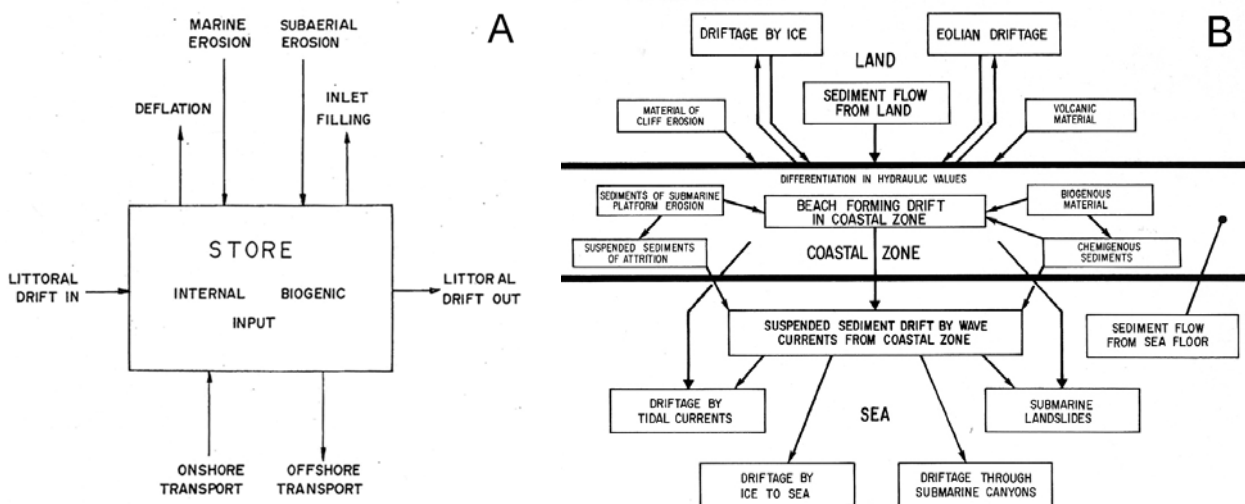 A
MARINE
EROSION
SUBAERIAL
EROSION
DEFLATION
INLET
FILLING
STORE
INTERNAL BIOGENIC
INPUT
LITTORAL
DRIFT IN
LITTORAL
DRIFT OUT
ONSHORE
TRANSPORT
OFFSHORE
TRANSPORT
B
DRIFTAGE BY ICE
EOLIAN DRIFTAGE
LAND
SEDIMENT FLOW
FROM LAND
MATERIAL OF
CLIFF EROSION
VOLCANIC
MATERIAL
DIFFERENTIATION IN HYDRAULIC VALUES
SEDIMENTS OF SUBMARINE
PLATFORM EROSION
BEACH FORMING DRIFT
IN COASTAL ZONE
BIOGENOUS
MATERIAL
SUSPENDED SEDIMENTS
OF ATTRITION
COASTAL ZONE
CHEMIGENOUS
SEDIMENTS
SUSPENDED SEDIMENT DRIFT BY WAVE
CURRENTS FROM COASTAL ZONE
SEDIMENT FLOW
FROM SEA FLOOR
DRIFTAGE BY
TIDAL CURRENTS
SEA
SUBMARINE
LANDSLIDES
DRIFTAGE BY
ICE TO SEA
DRIFTAGE THROUGH
SUBMARINE CANYONS